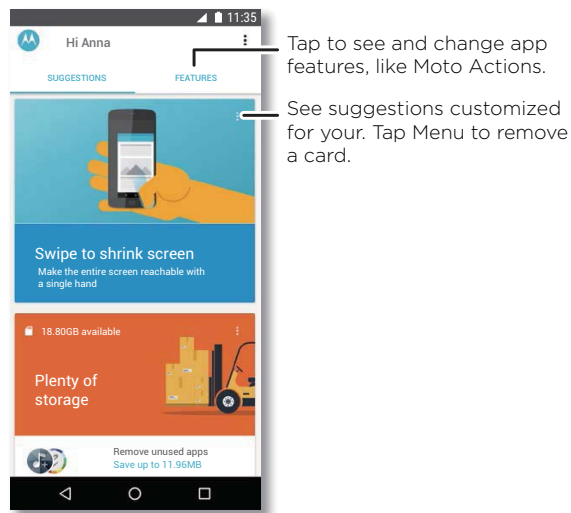 11:35
Hi Anna
SUGGESTIONS
FEATURES
Tap to see and change app
features, like Moto Actions.
See suggestions customized
for your. Tap Menu to remove
a card.
Swipe to shrink screen
Make the entire screen reachable with
a single hand
18.80GB available
Plenty of
storage
Remove unused apps
Save up to 11.96MB